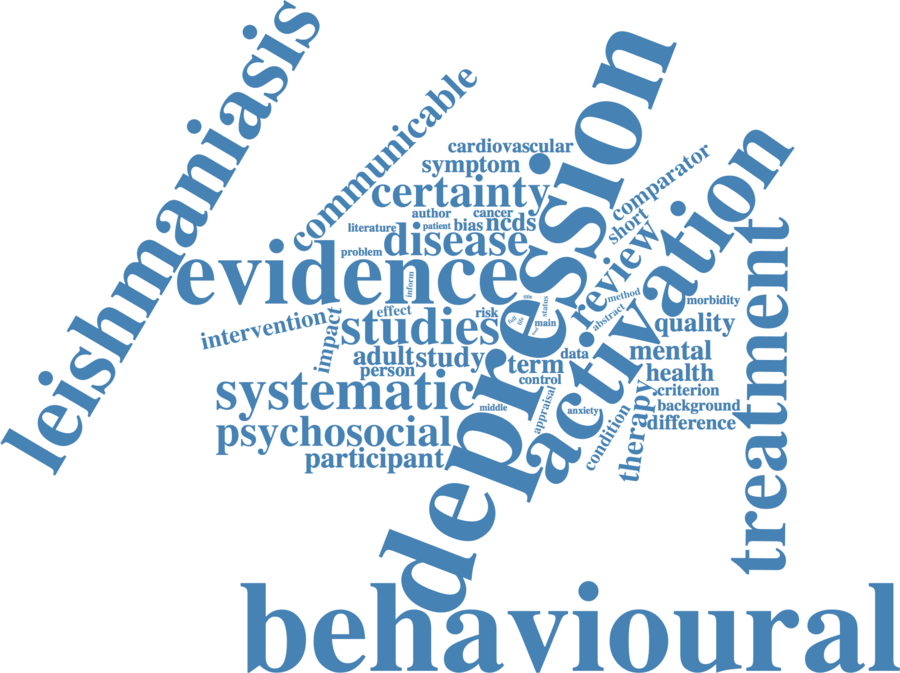 leishmaniasis
communicable
depression
cardiovascular
symptom
certainty
comparator
activation
author
cancer
short
literature
patient
bias
ncds
disease
review
treatment
problem
evidence
inform
method
morbidity
status
intervention
impact
effect
studies
risk
main
abstract
quality
adult
study
term
data
mental
person
control
health
systematic
middle
appraisal
anxiety
condition
therapy
criterion
background
difference
psychosocial
participant
behavioural